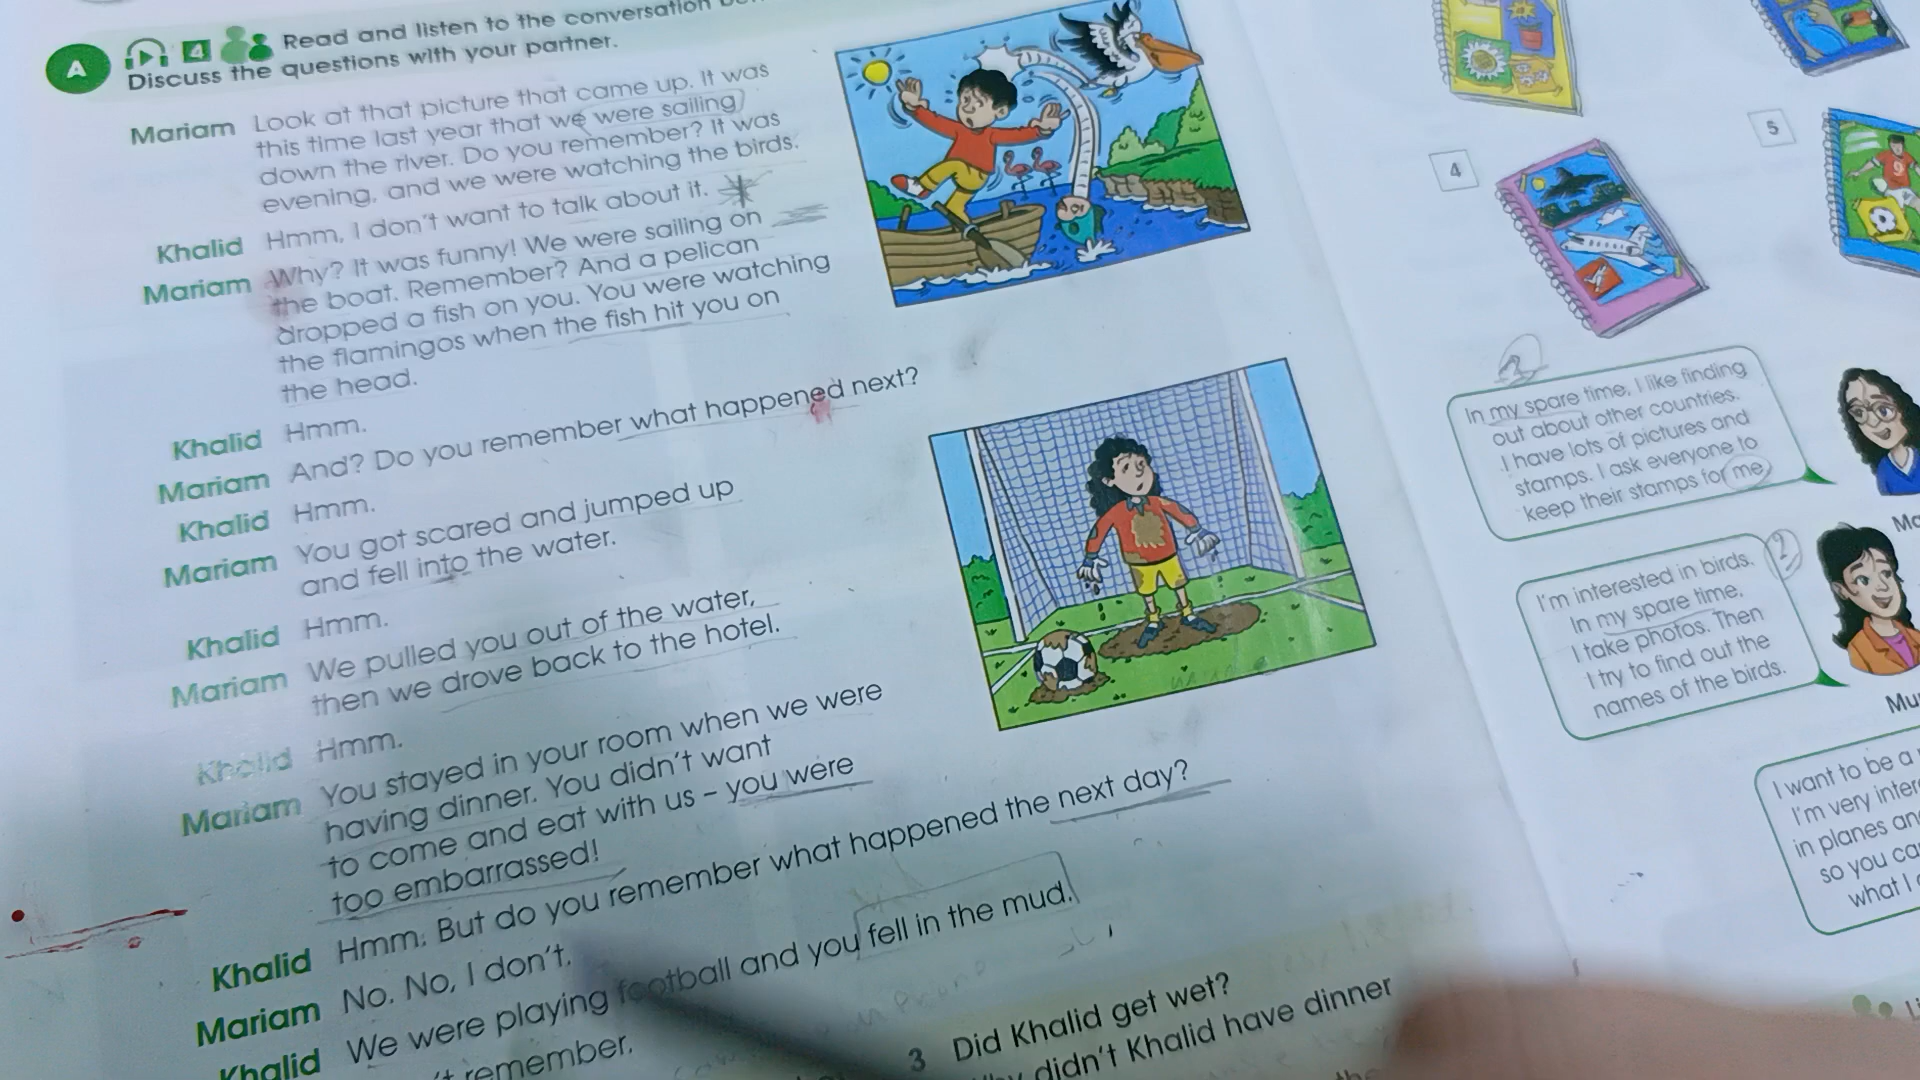 A
4
Read and listen to the conversation
Discuss the questions with your partner.
Mariam Look at that picture that came up. It was
this time last year that we were sailing
down the river. Do you remember? It was
evening, and we were watching the birds.
Khalid Hmm, I don't want to talk about it.
Mariam Why? It was funny! We were sailing on
the boat. Remember? And a pelican
dropped a fish on you. You were watching
the flamingos when the fish hit you on
the head.
Khalid Hmm.
Mariam And? Do you remember what happened next?
Khalid Hmm.
Mariam You got scared and jumped up
and fell into the water.
Khalid Hmm.
Mariam We pulled you out of the water,
then we drove back to the hotel.
Khalid Hmm.
Mariam You stayed in your room when we were
having dinner. You didn't want
to come and eat with us – you were
too embarrassed!
Khalid Hmm. But do you remember what happened the next day?
Mariam No. No, I don't.
Khalid We were playing football and you fell in the mud.
remember.
3 Did Khalid get wet?
didn't Khalid have dinner
4
5
9
2
In my spare time, I like finding
out about other countries.
I have lots of pictures and
stamps. I ask everyone to
keep their stamps for me.
2
I'm interested in birds.
In my spare time,
I take photos. Then
I try to find out the
names of the birds.
I want to be a
I'm very
in planes
so you
what I